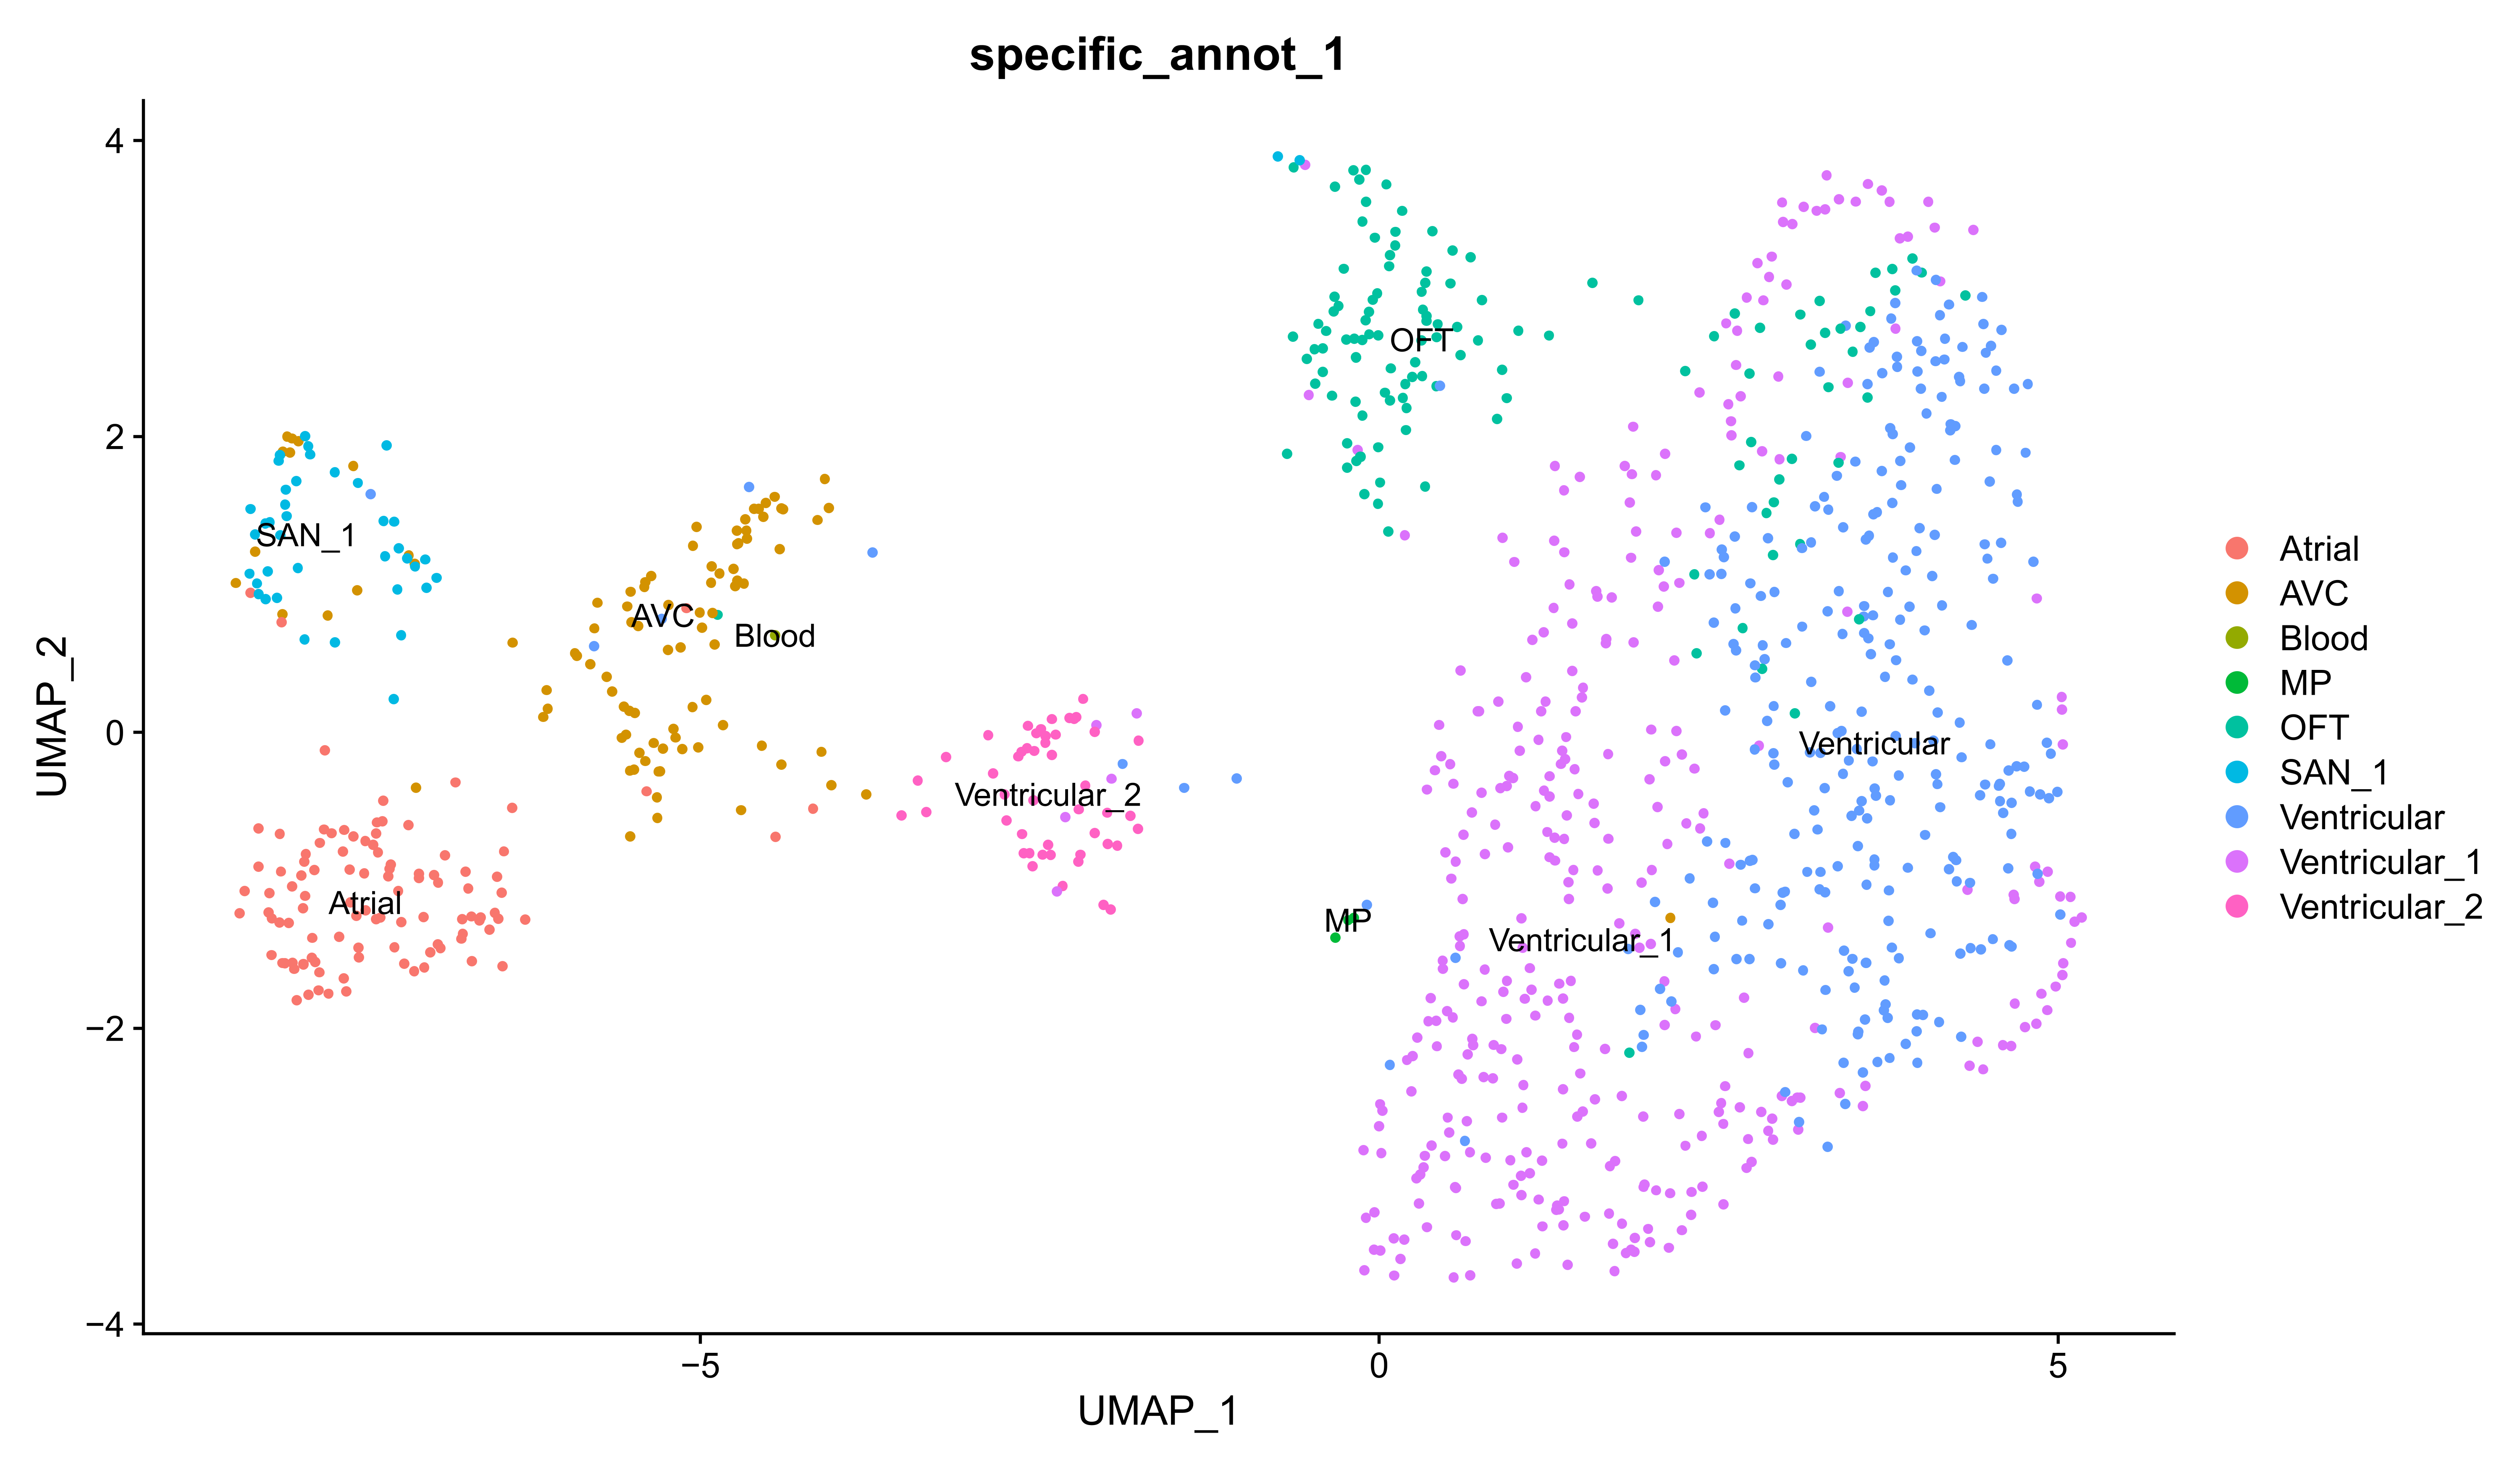 specific_annot_1
4
2
0
−2
−4
UMAP_2
−5
0
5
UMAP_1
OFT
SAN_1
AVC
Blood
Ventricular
Ventricular_2
Atrial
MP
Ventricular_1
Atrial
AVC
Blood
MP
OFT
SAN_1
Ventricular
Ventricular_1
Ventricular_2